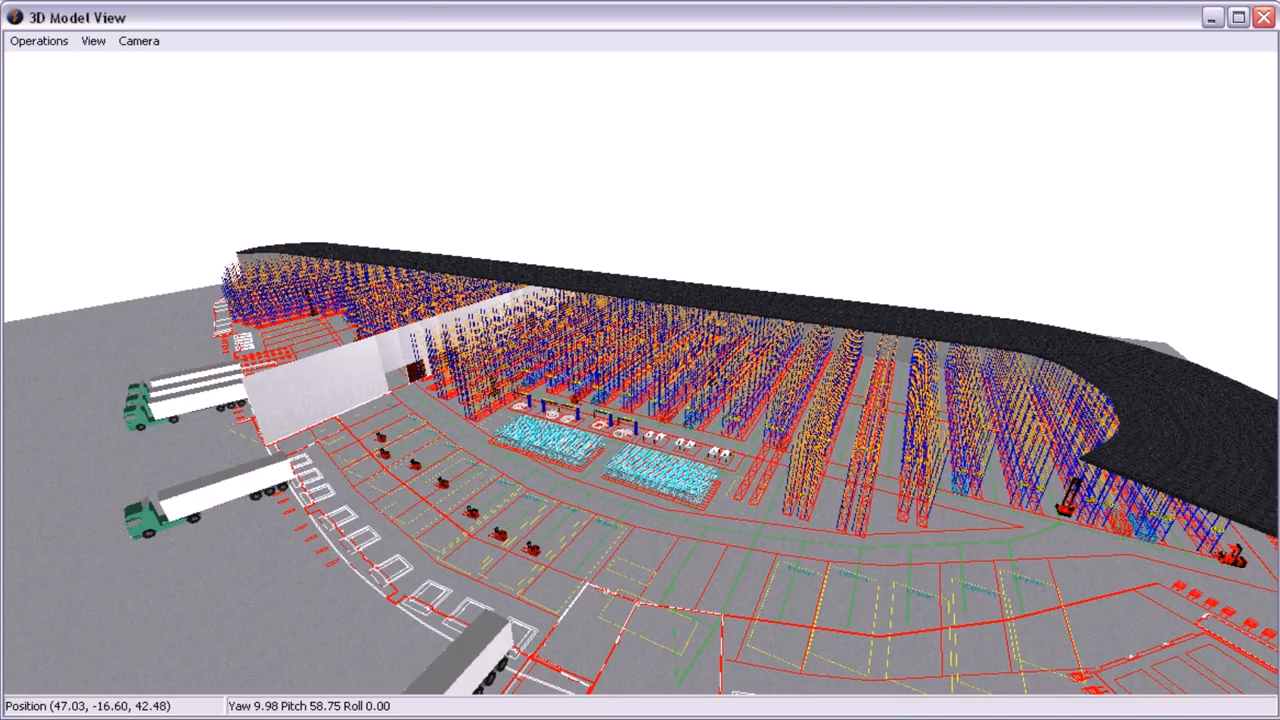 3D Model View
Operations View Camera
Position (47.03, -16.60, 42.48) Yaw 9.98 Pitch 58.75 Roll 0.00